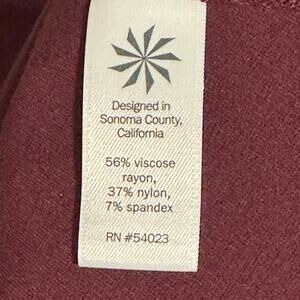 Designed in
Sonoma County,
California
56% viscose
rayon,
37% nylon,
7% spandex
RN #54023